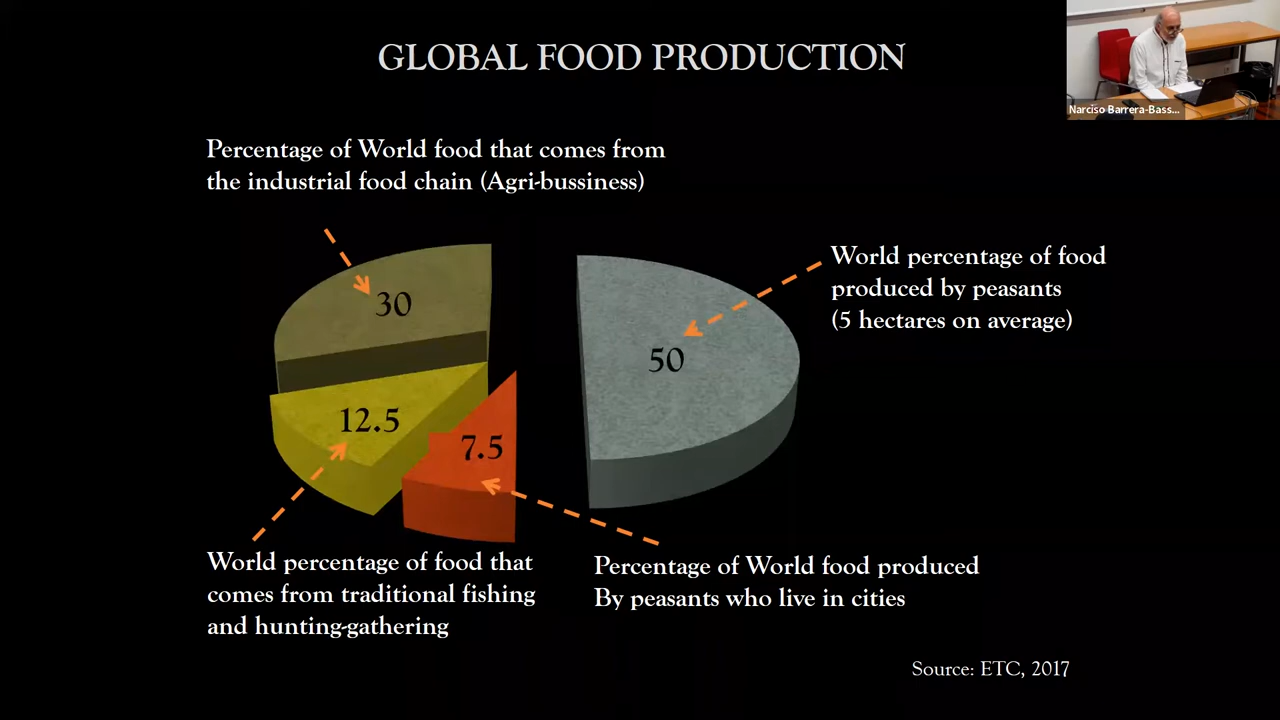 GLOBAL FOOD PRODUCTION
Narciso Barrera-Bass...
Percentage of World food that comes from
the industrial food chain (Agri-bussiness)
World percentage of food
produced by peasants
(5 hectares on average)
30
50
12.5
7.5
World percentage of food that
comes from traditional fishing
and hunting-gathering
Percentage of World food produced
By peasants who live in cities
Source: ETC, 2017